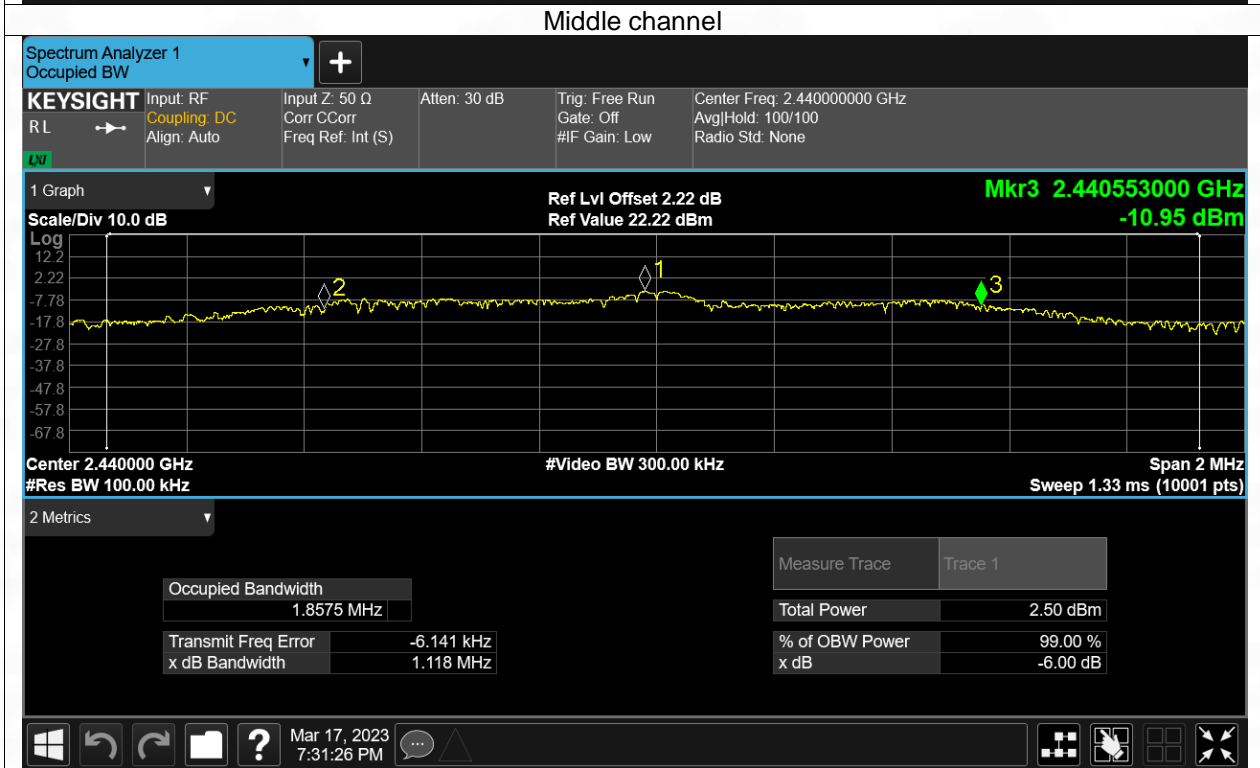 Middle channel
Spectrum Analyzer 1
Occupied BW
+
KEYSIGHT Input: RF Input Z: 50 Ω Atten: 30 dB Trig: Free Run Center Freq: 2.440000000 GHz
RL Coupling: DC Corr CCorr Gate: Off Avg|Hold: 100/100
Align: Auto Freq Ref: Int (S) #IF Gain: Low Radio Std: None
LXI
1 Graph Ref Lvl Offset 2.22 dB Mkr3 2.440553000 GHz
Scale/Div 10.0 dB Ref Value 22.22 dBm -10.95 dBm
Log
12.2
2.22
-7.78
-17.8
-27.8
-37.8
-47.8
-57.8
-67.8
2
1
3
Center 2.440000 GHz #Video BW 300.00 kHz Span 2 MHz
#Res BW 100.00 kHz Sweep 1.33 ms (10001 pts)
2 Metrics
Measure Trace Trace 1
Occupied Bandwidth
1.8575 MHz Total Power 2.50 dBm
Transmit Freq Error -6.141 kHz % of OBW Power 99.00 %
x dB Bandwidth 1.118 MHz x dB -6.00 dB
? Mar 17, 2023
7:31:26 PM